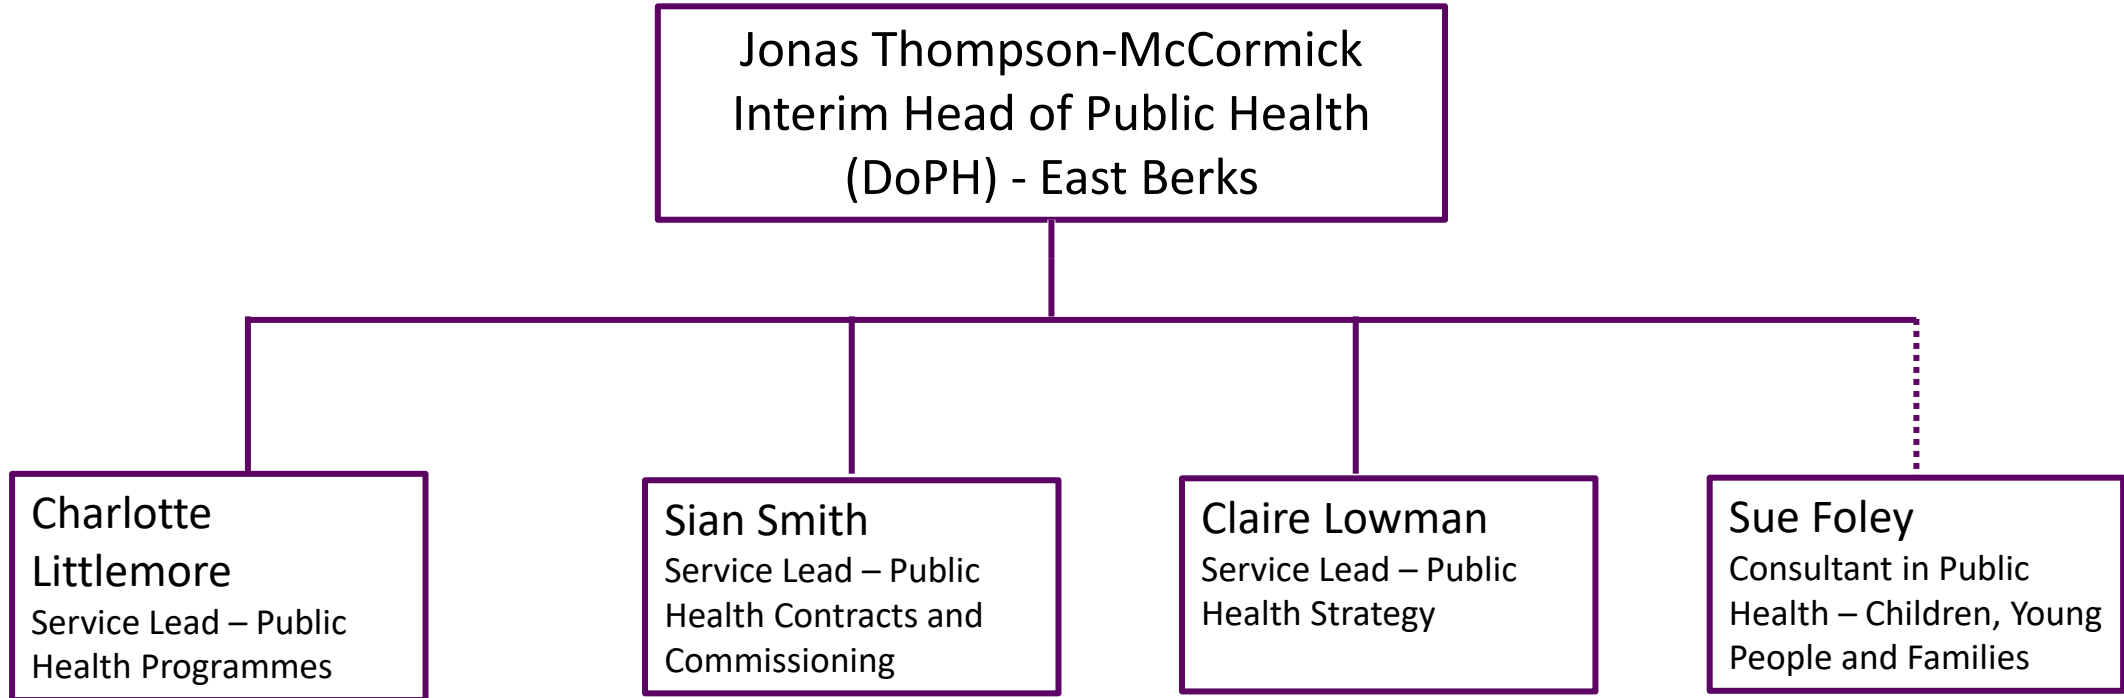 Jonas Thompson-McCormick
Interim Head of Public Health
(DoPH) - East Berks
Charlotte
Littlemore
Service Lead – Public
Health Programmes
Sian Smith
Service Lead – Public
Health Contracts and
Commissioning
Claire Lowman
Service Lead – Public
Health Strategy
Sue Foley
Consultant in Public
Health – Children, Young
People and Families